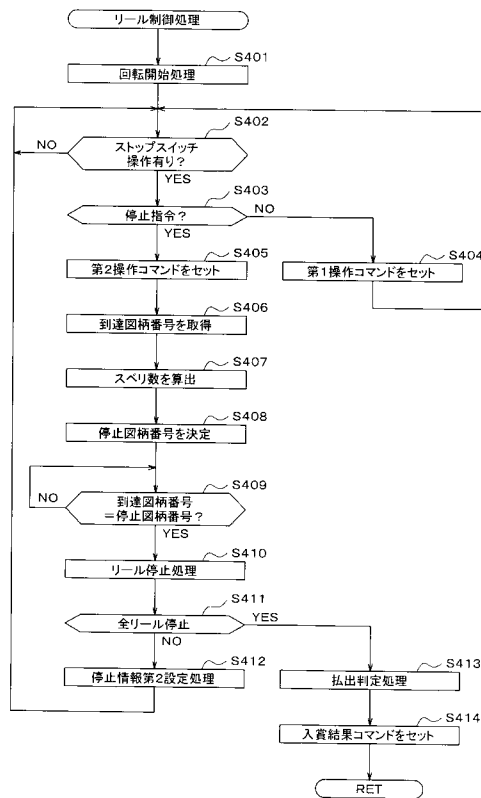 リール制御処理
S401
回転開始処理
S402
ストップスイッチ
操作有り?
NO
YES
S403
停止指令?
NO
YES
S405
第2操作コマンドをセット
S404
第1操作コマンドをセット
S406
到達図柄番号を取得
S407
スベリ数を算出
S408
停止図柄番号を決定
S409
到達図柄番号
=停止図柄番号?
NO
YES
S410
リール停止処理
S411
全リール停止
YES
NO
S412
停止情報第2設定処理
S413
払出判定処理
S414
入賞結果コマンドをセット
RET